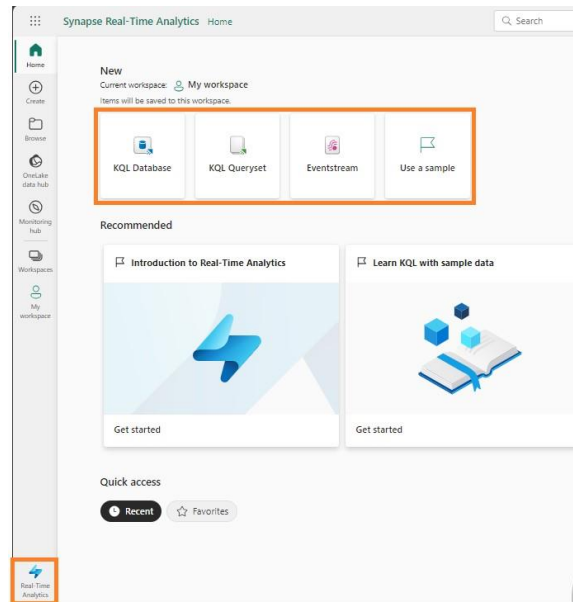 Synapse Real-Time Analytics Home
Search
Home
Create
Browse
OneLake
data hub
Monitoring
hub
Workspaces
My
workspace
New
Current workspace: My workspace
Items will be saved to this workspace.
KQL Database
KQL Queryset
Eventstream
Use a sample
Recommended
Introduction to Real-Time Analytics
Get started
Learn KQL with sample data
Get started
Quick access
Recent
Favorites
Real-Time
Analytics